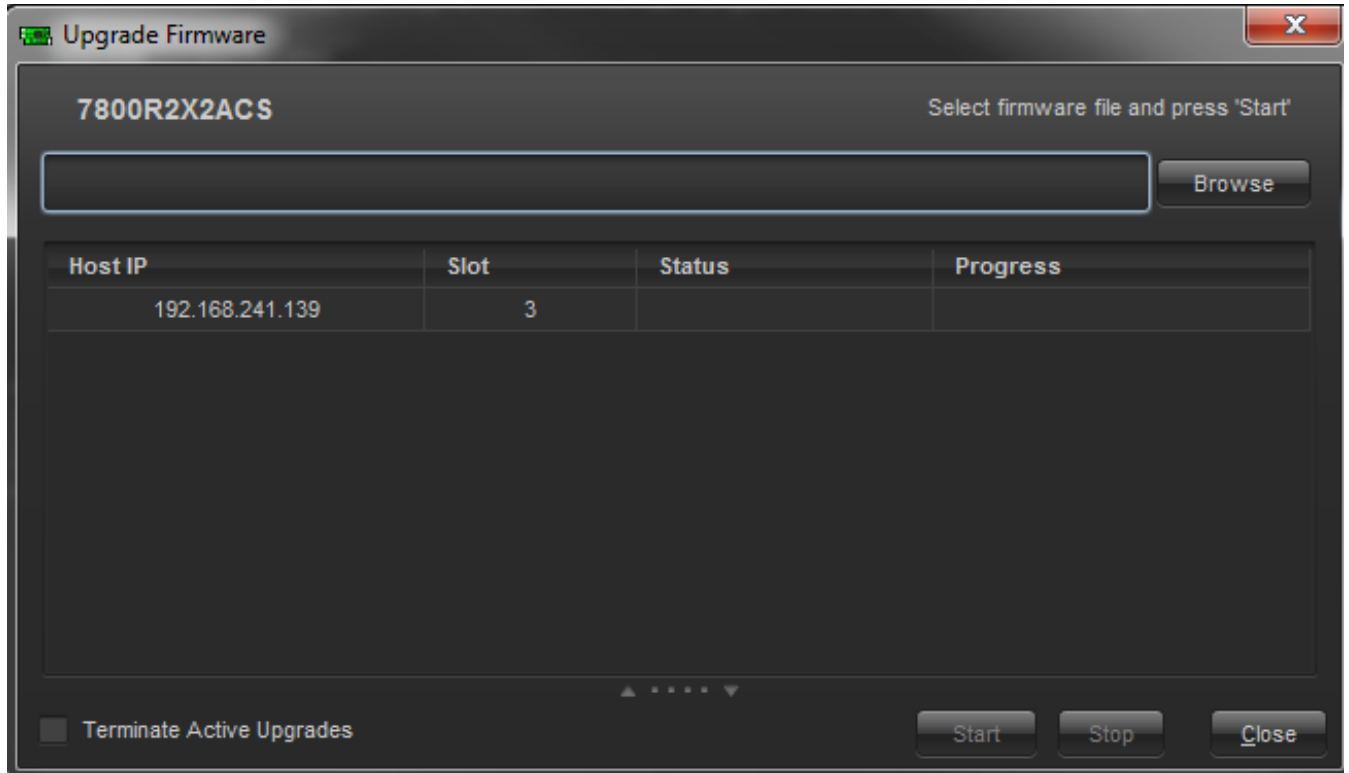 Upgrade Firmware
7800R2X2ACS
Select firmware file and press 'Start'
Browse
Host IP Slot Status Progress
192.168.241.139 3
Terminate Active Upgrades
Start Stop Close